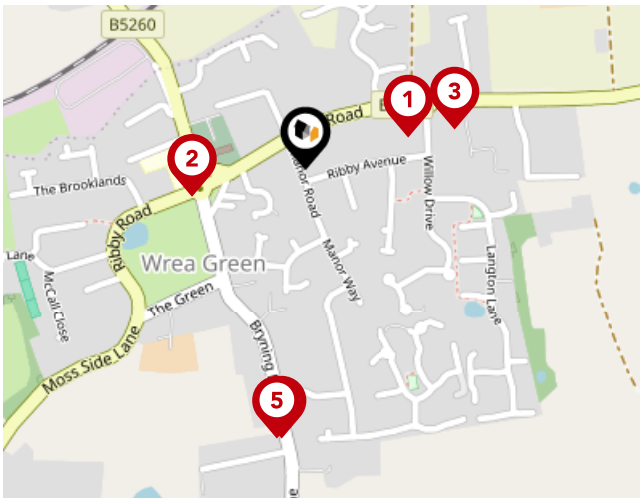 B5260
1
3
Road
B
2
Ribby Avenue
The Brooklands
Manor Road
Willow Drive
Ribby Road
Lane
Wrea Green
Manor Way
Langton Lane
McCall Close
The Green
Moss Side Lane
Bryning
5